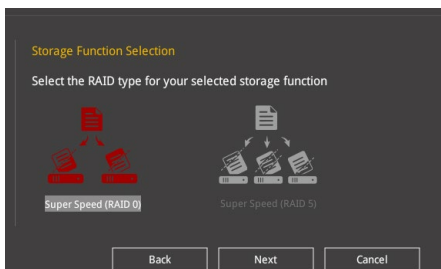 Storage Function Selection
Select the RAID type for your selected storage function
Super Speed (RAID 0)
Super Speed (RAID 5)
Back
Next
Cancel